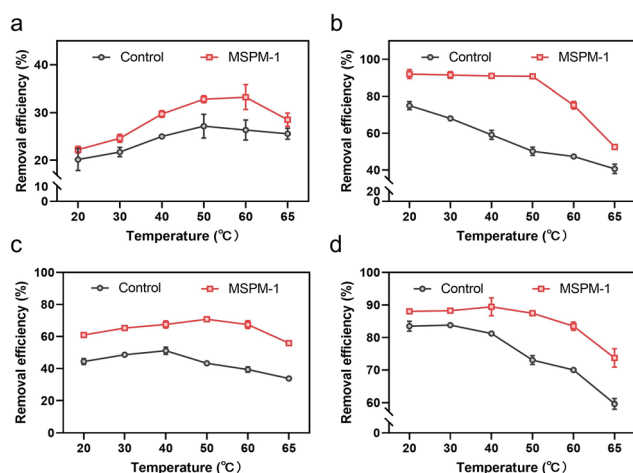 a
Control
MSPM-1
Removal efficiency (%)
40
30
20
10
0
20
30
40
50
60
65
Temperature (℃)
b
Control
MSPM-1
Removal efficiency (%)
100
80
60
40
20
0
20
30
40
50
60
65
Temperature (℃)
c
Control
MSPM-1
Removal efficiency (%)
100
80
60
40
20
0
20
30
40
50
60
65
Temperature (℃)
d
Control
MSPM-1
Removal efficiency (%)
100
90
80
70
60
0
20
30
40
50
60
65
Temperature (℃)